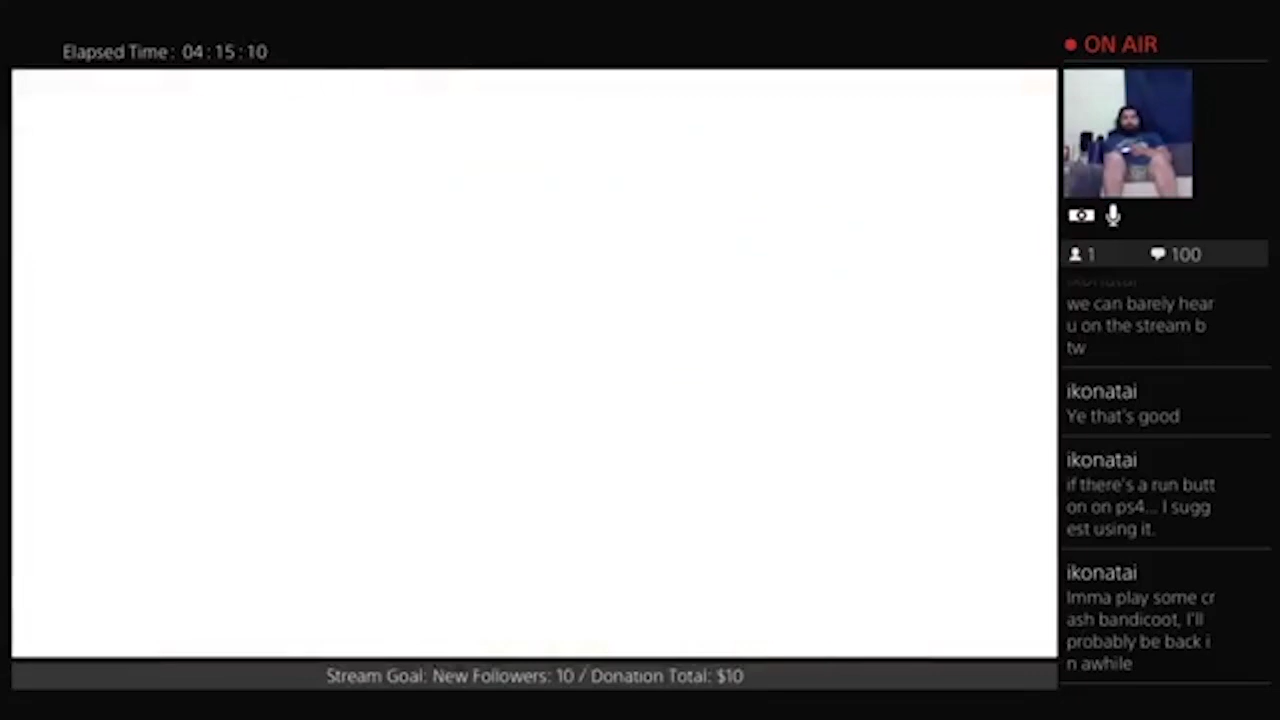 Elapsed Time: 04:15:10
ON AIR
1 100
we can barely hear
u on the stream b
tw
ikonatai
Ye that's good
ikonatai
if there's a run butt
on on ps4... I sugg
est using it.
ikonatai
Imma play some cr
ash bandicoot, I'll
probably be back i
n awhile
Stream Goal: New Followers: 10 / Donation Total: $10